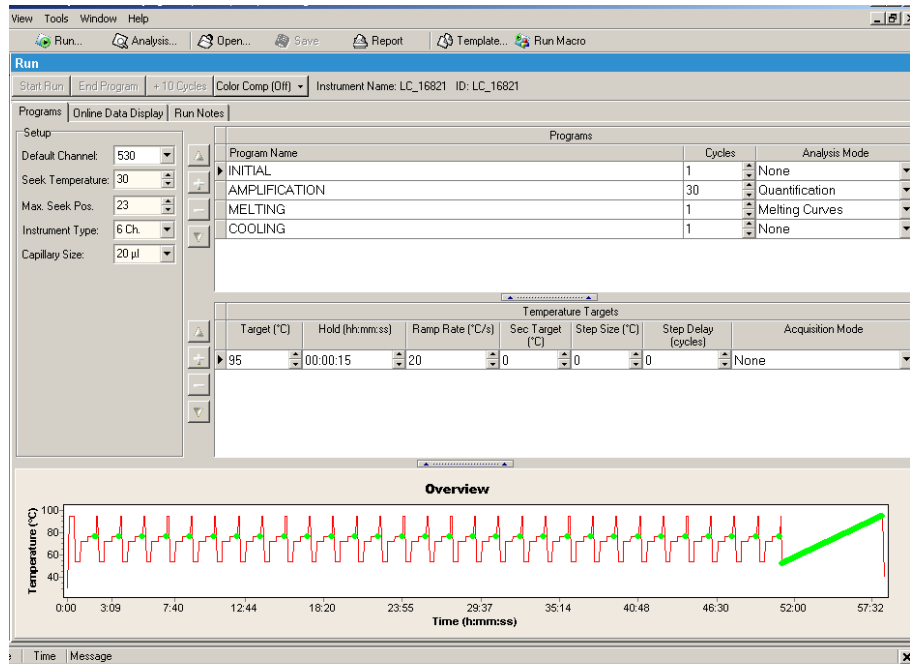 View Tools Window Help
Run... Analysis... Open... Save Report Template... Run Macro
Run
Start Run End Program + 10 Cycles Color Comp (Off) Instrument Name: LC_16821 ID: LC_16821
Programs Online Data Display Run Notes
Setup
Default Channel: 530
Seek Temperature: 30
Max. Seek Pos. 23
Instrument Type: 6 Ch.
Capillary Size: 20 µl
Programs
Program Name Cycles Analysis Mode
INITIAL 1 None
AMPLIFICATION 30 Quantification
MELTING 1 Melting Curves
COOLING 1 None
Temperature Targets
Target (°C) Hold (hh:mm:ss) Ramp Rate (°C/s) Sec Target (°C) Step Size (°C) Step Delay (cycles) Acquisition Mode
95 00:00:15 20 0 0 0 None
Overview
Temperature (°C)
100
80
60
40
0:00 3:09 7:40 12:44 18:20 23:55 29:37 35:14 40:48 46:30 52:00 57:32
Time (h:mm:ss)
Time Message